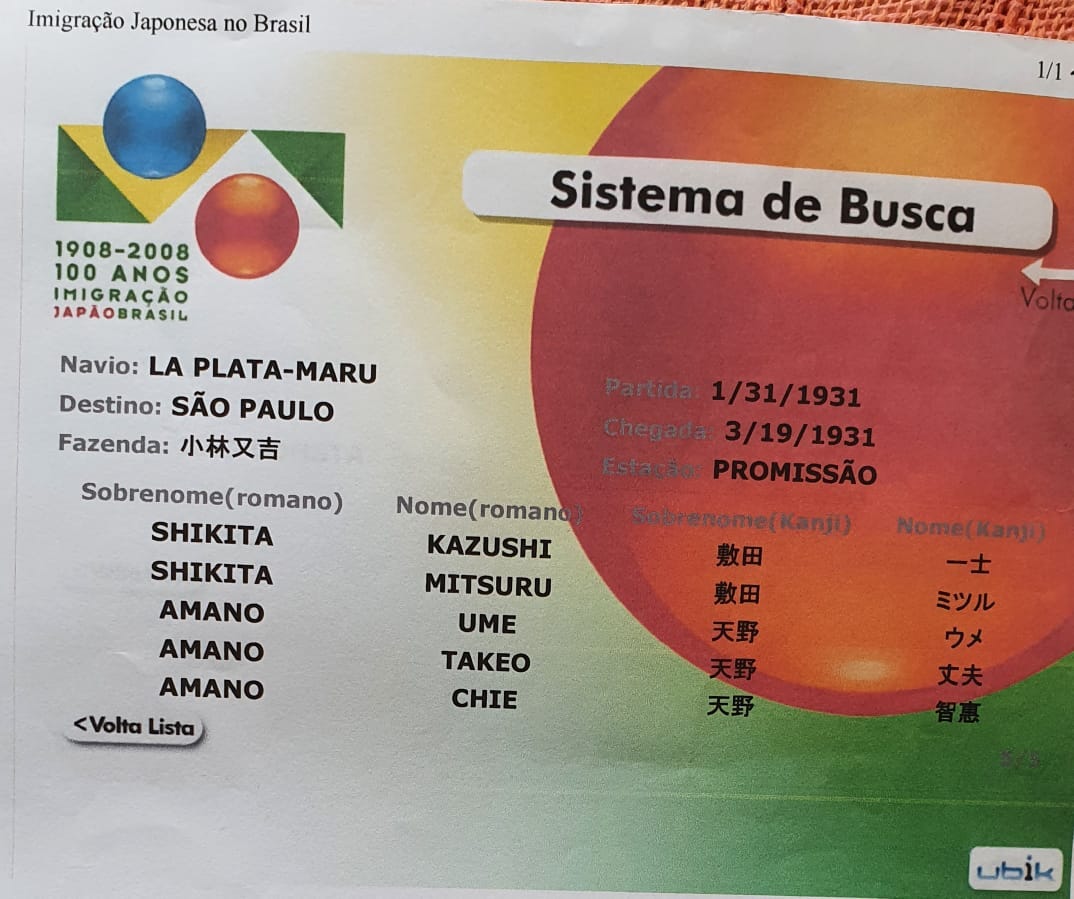 Imigração Japonesa no Brasil
1/1
Sistema de Busca
1908-2008
100 ANOS
IMIGRAÇÃO
JAPÃOBRASIL
Volta
Navio: LA PLATA-MARU
Partida: 1/31/1931
Destino: SÃO PAULO
Chegada: 3/19/1931
Fazenda: 小林又吉
Estação: PROMISSÃO
Sobrenome(romano) Nome(romano) Sobrenome(Kanji) Nome(Kanji)
SHIKITA KAZUSHI 敷田 一士
SHIKITA MITSURU 敷田 ミツル
AMANO UME 天野 ウメ
AMANO TAKEO 天野 丈夫
AMANO CHIE 天野 智惠
<Volta Lista
5/5
ubik